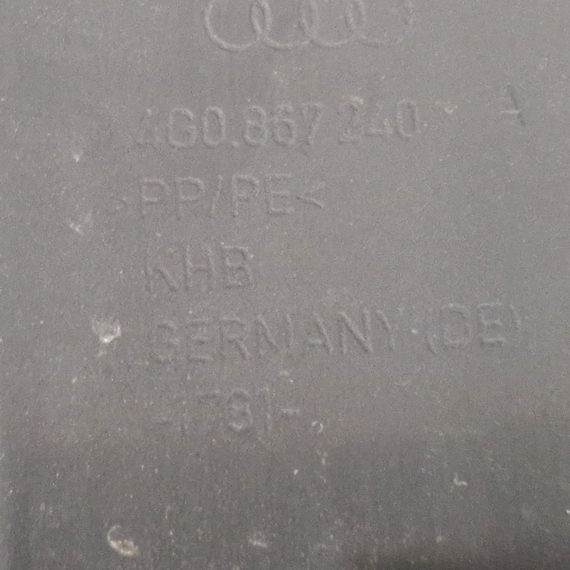 4G0.867 240 A
>PP/PE<
KHB
GERMANY (DE)
-1781-